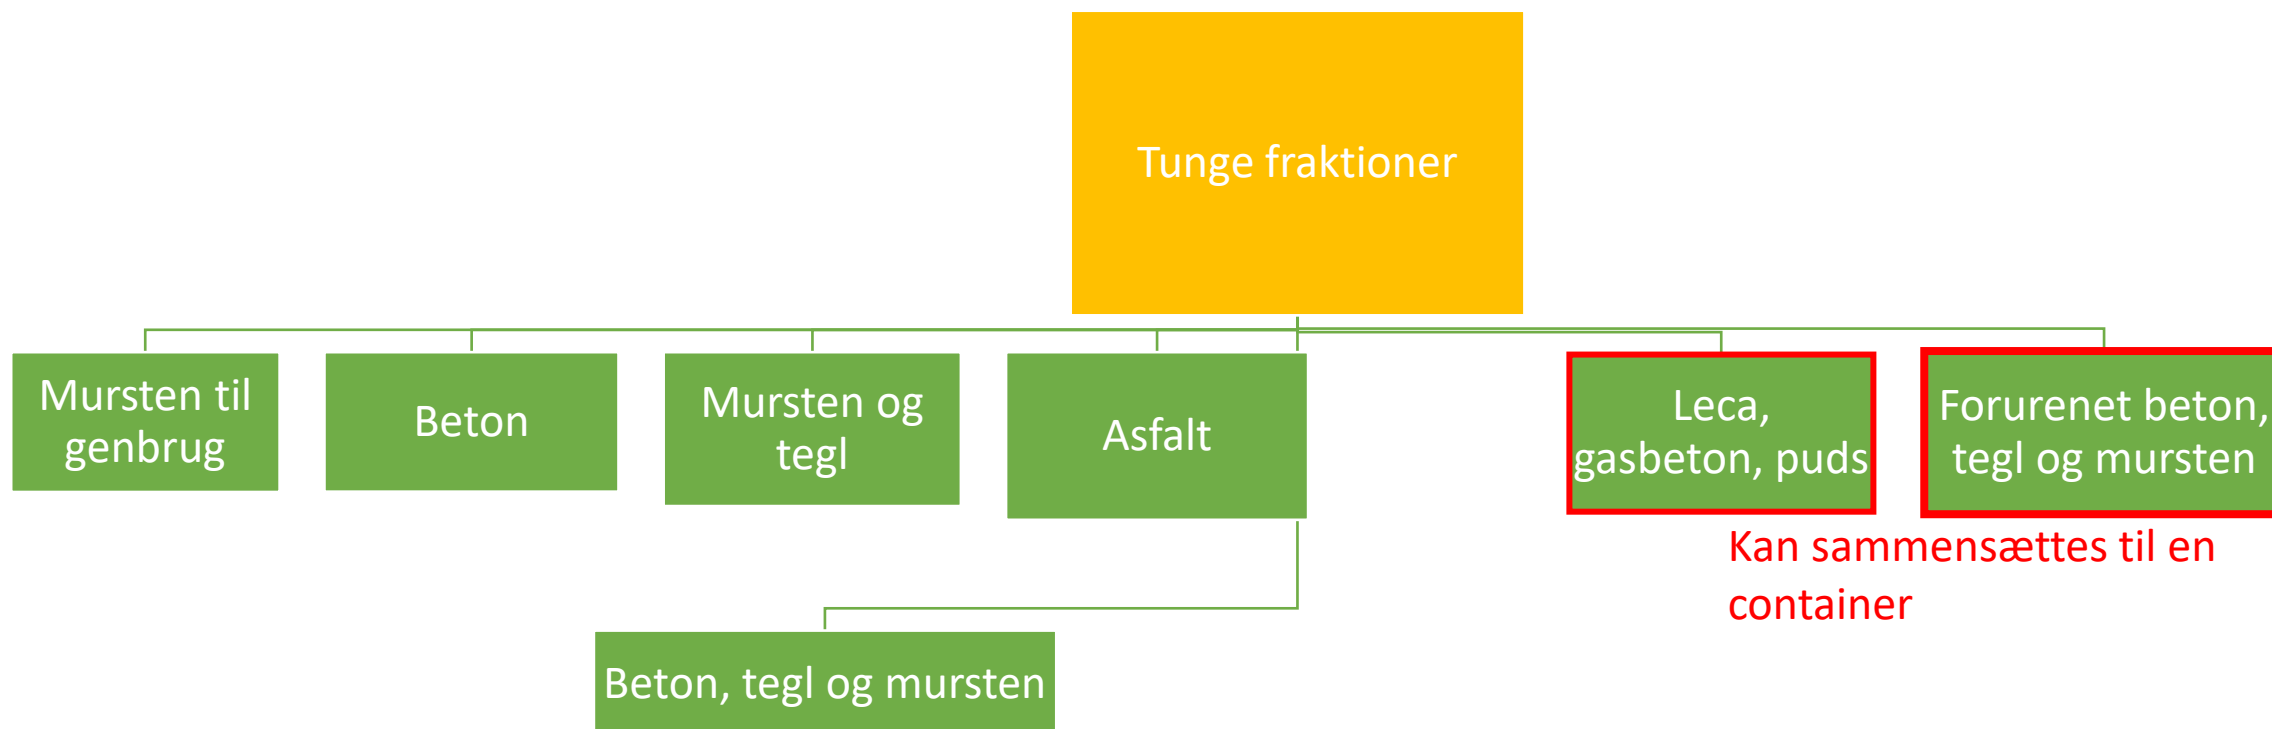 Tunge fraktioner
Mursten til
genbrug
Beton
Mursten og
tegl
Asfalt
Leca,
gasbeton, puds
Forurenet beton,
tegl og mursten
Kan sammensættes til en
container
Beton, tegl og mursten